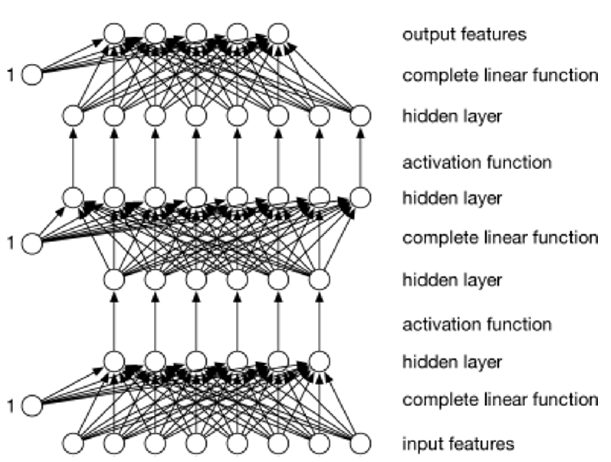 output features
1
complete linear function
hidden layer
activation function
hidden layer
1
complete linear function
hidden layer
activation function
hidden layer
1
complete linear function
input features